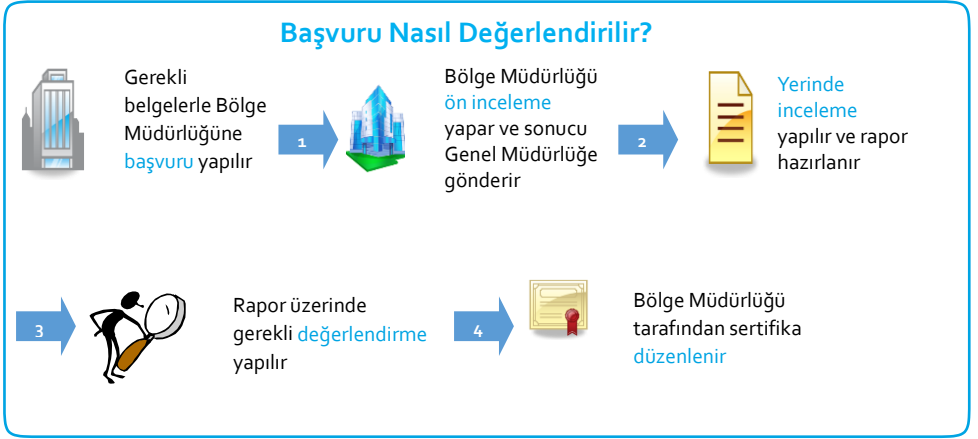 Başvuru Nasıl Değerlendirilir?
Gerekli
belgelerle Bölge
Müdürlüğüne
başvuru yapılır
1
Bölge Müdürlüğü
ön inceleme
yapar ve sonucu
Genel Müdürlüğe
gönderir
2
Yerinde
inceleme
yapılır ve rapor
hazırlanır
3
Rapor üzerinde
gerekli değerlendirme
yapılır
4
Bölge Müdürlüğü
tarafından sertifika
düzenlenir